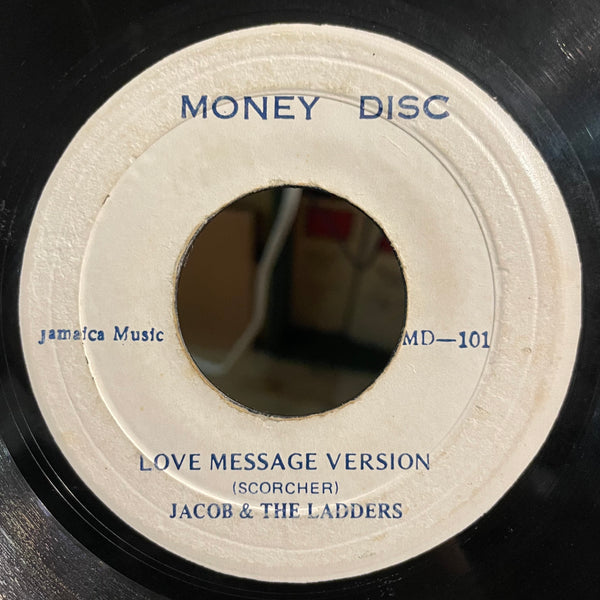 MONEY DISC
Jamaica Music
MD—101
LOVE MESSAGE VERSION
(SCORCHER)
JACOB & THE LADDERS